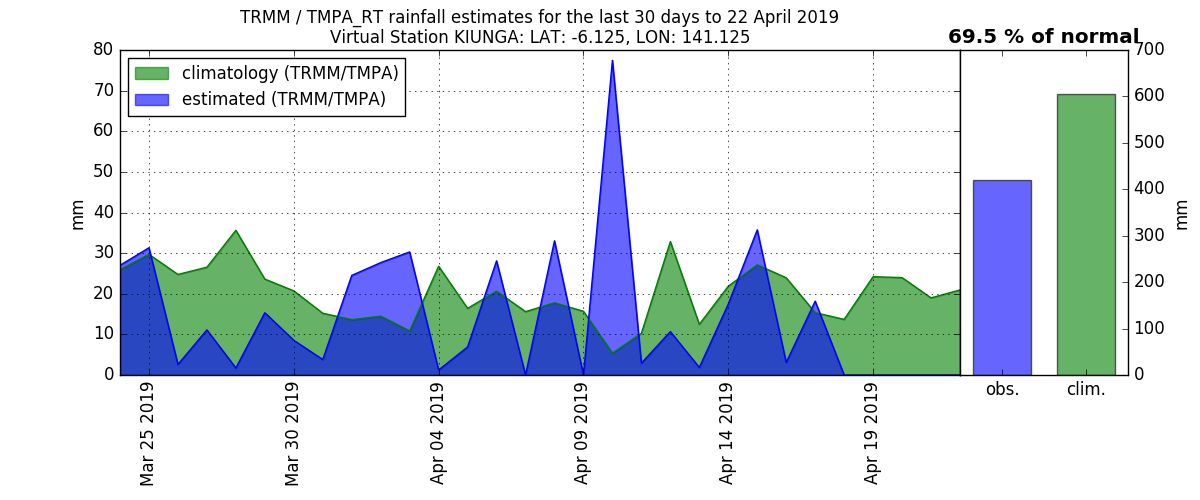 TRMM / TMPA_RT rainfall estimates for the last 30 days to 22 April 2019
Virtual Station KIUNGA: LAT: -6.125, LON: 141.125
69.5 % of normal
climatology (TRMM/TMPA)
estimated (TRMM/TMPA)
mm
80
70
60
50
40
30
20
10
0
Mar 25 2019
Mar 30 2019
Apr 04 2019
Apr 09 2019
Apr 14 2019
Apr 19 2019
obs.
clim.
700
600
500
400
300
200
100
0
mm